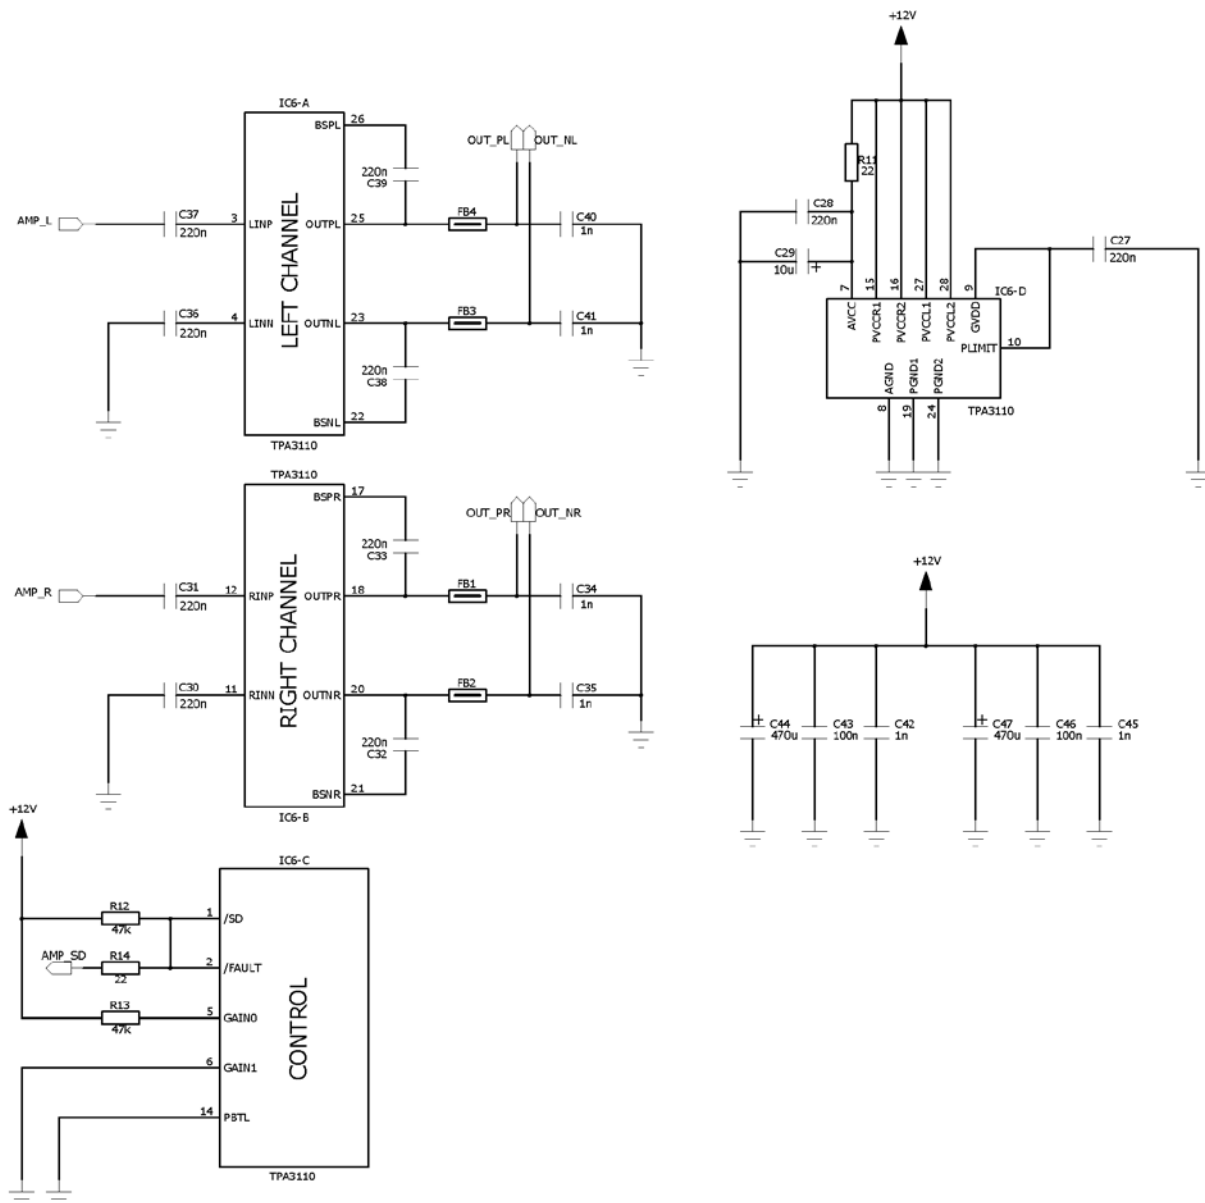 IC6-A
BSPL 26
220n
C39
OUT_PL OUT_NL
AMP_L
C37
220n
3 LINP
LEFT CHANNEL
OUTPL 25
FB4
C40
1n
C36
220n
4 LINN
OUTNL 23
FB3
C41
1n
220n
C38
BSNL 22
TPA3110
TPA3110
BSPR 17
220n
C33
OUT_PR OUT_NR
AMP_R
C31
220n
12 RINP
RIGHT CHANNEL
OUTPR 18
FB1
C34
1n
C30
220n
11 RINN
OUTNR 20
FB2
C35
1n
220n
C32
BSNR 21
IC6-B
+12V
IC6-C
R12
47k
1 /SD
AMP_SD
R14
22
2 /FAULT
R13
47k
5 GAIN0
6 GAIN1
14 PBTL
CONTROL
TPA3110
+12V
R11
22
C28
220n
C29
10u +
C27
220n
7 15 16 27 28 9
IC6-D
AVCC PVCCR1 PVCCR2 PVCCL1 PVCCL2 GVDD
PLIMIT 10
AGND PGND1 PGND2
8 19 24
TPA3110
+12V
+ C44
470u
C43
100n
C42
1n
+ C47
470u
C46
100n
C45
1n